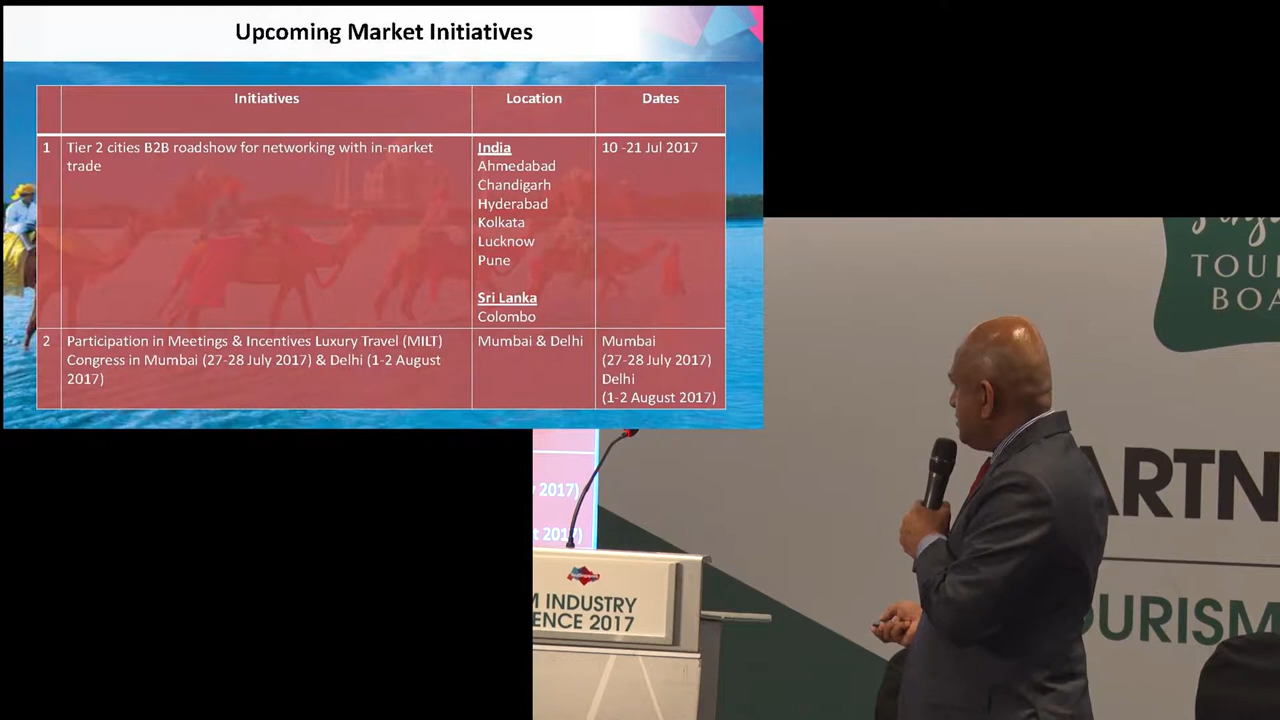 Upcoming Market Initiatives
Initiatives
Location
Dates
1
Tier 2 cities B2B roadshow for networking with in-market
trade
India
Ahmedabad
Chandigarh
Hyderabad
Kolkata
Lucknow
Pune
Sri Lanka
Colombo
10 -21 Jul 2017
2
Participation in Meetings & Incentives Luxury Travel (MILT)
Congress in Mumbai (27-28 July 2017) & Delhi (1-2 August
2017)
Mumbai & Delhi
Mumbai
(27-28 July 2017)
Delhi
(1-2 August 2017)
TOU
BOA
ARTN
OURISM
2017)
2017)
M INDUSTRY
ENCE 2017